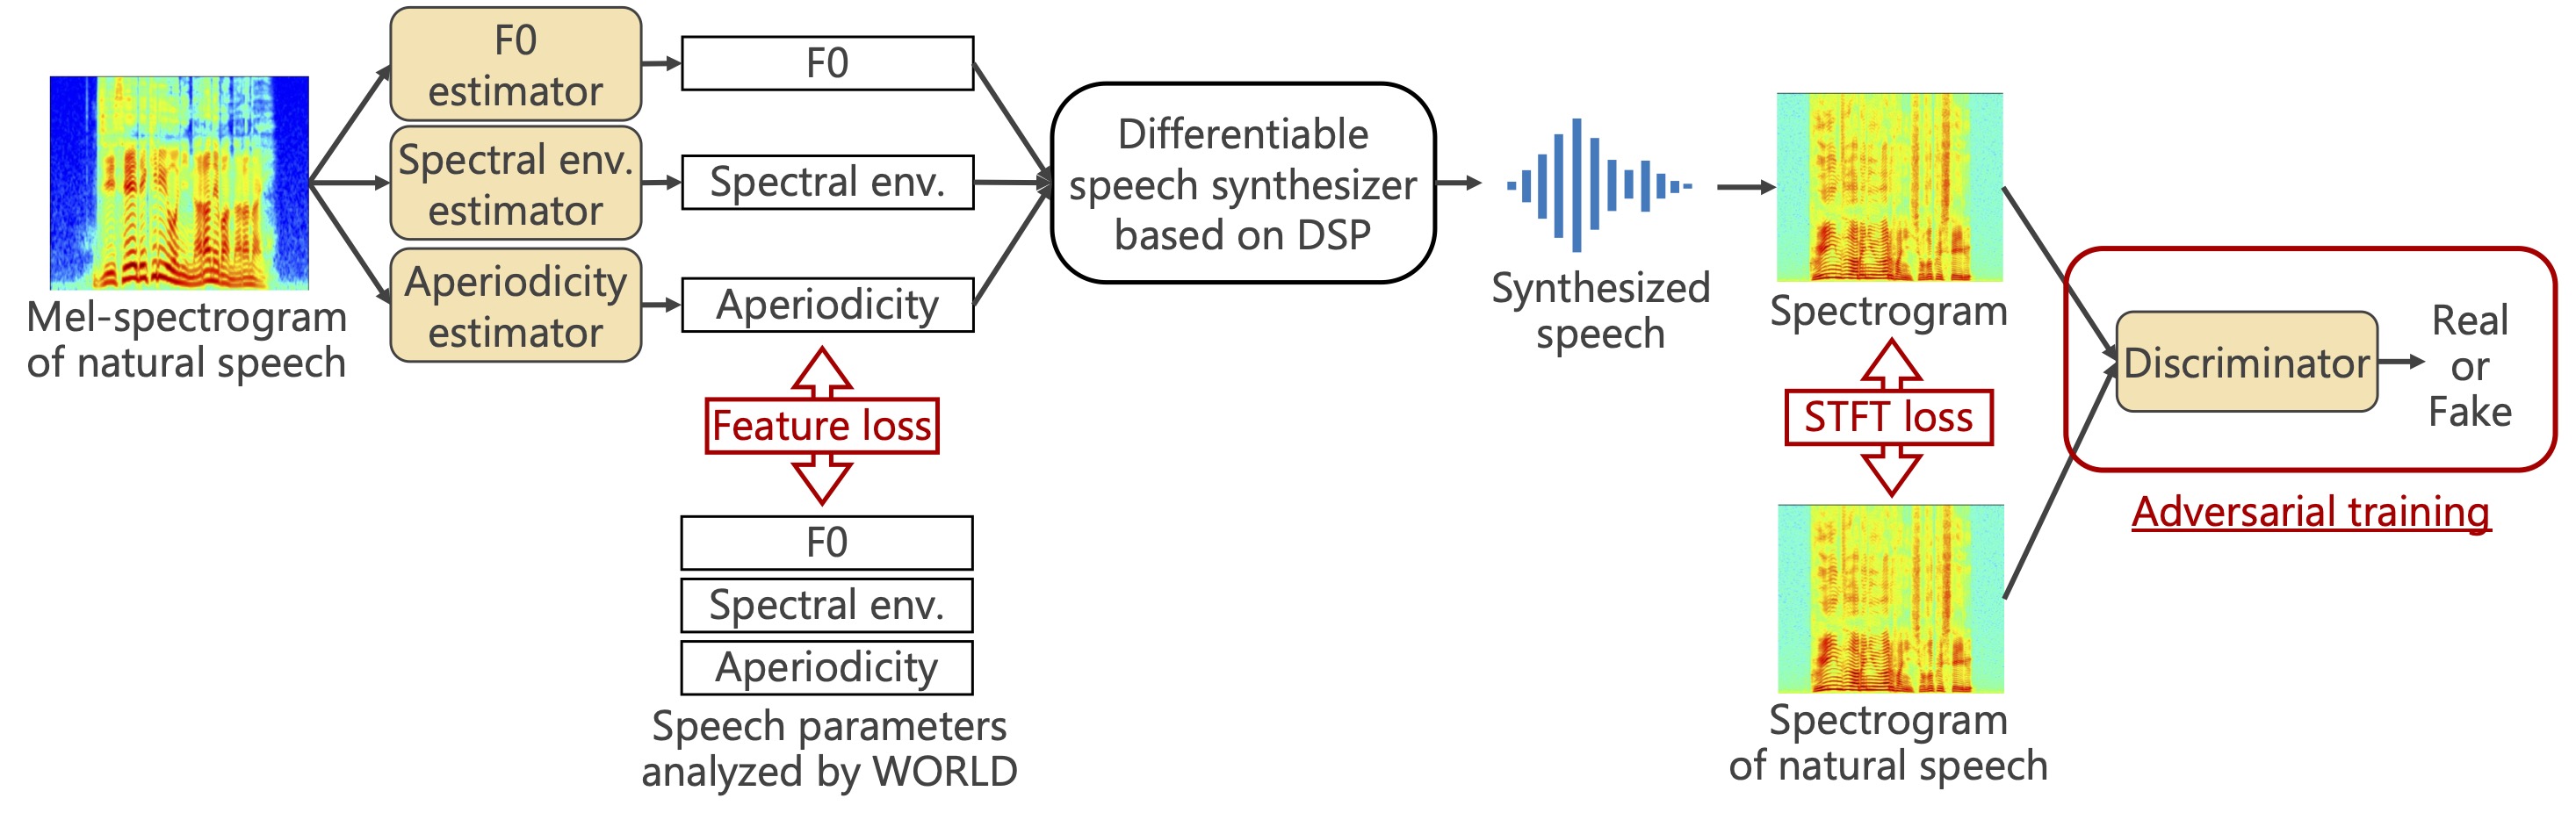 Mel-spectrogram
of natural speech
F0
estimator
Spectral env.
estimator
Aperiodicity
estimator
F0
Spectral env.
Aperiodicity
Feature loss
F0
Spectral env.
Aperiodicity
Speech parameters
analyzed by WORLD
Differentiable
speech synthesizer
based on DSP
Synthesized
speech
Spectrogram
STFT loss
Spectrogram
of natural speech
Discriminator
Real
or
Fake
Adversarial training